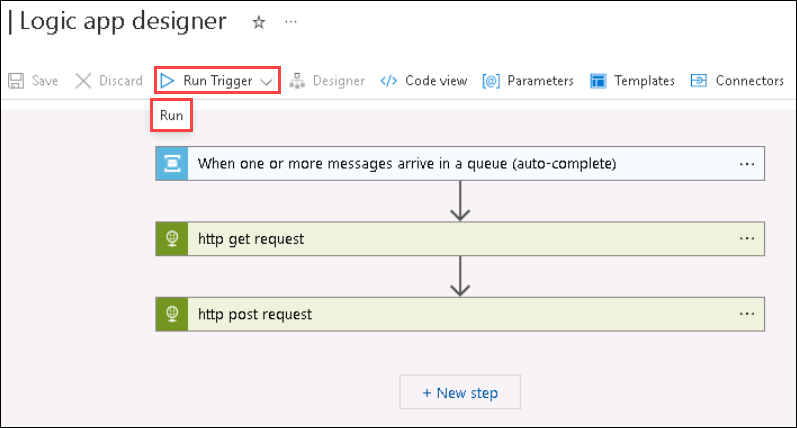 | Logic app designer
Save Discard Run Trigger Designer Code view Parameters Templates Connectors
Run
When one or more messages arrive in a queue (auto-complete)
http get request
http post request
+ New step